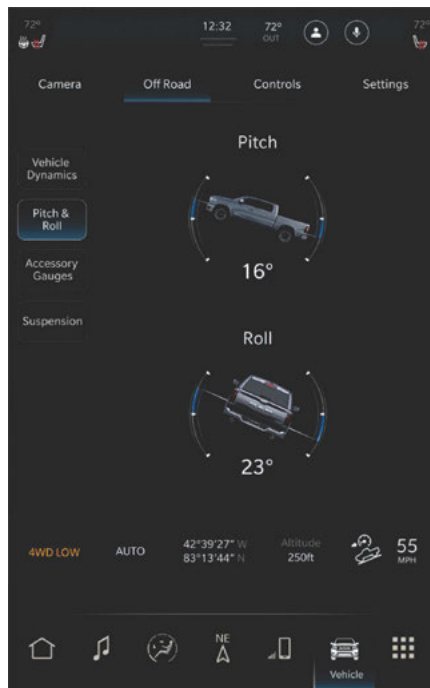 72°
12:32
72°
OUT
72°
Camera
Off Road
Controls
Settings
Pitch
Vehicle
Dynamics
Pitch &
Roll
16°
Accessory
Gauges
Suspension
Roll
23°
4WD LOW
AUTO
42°39'27" W
83°13'44" N
Altitude
250ft
55
MPH
NE
Vehicle